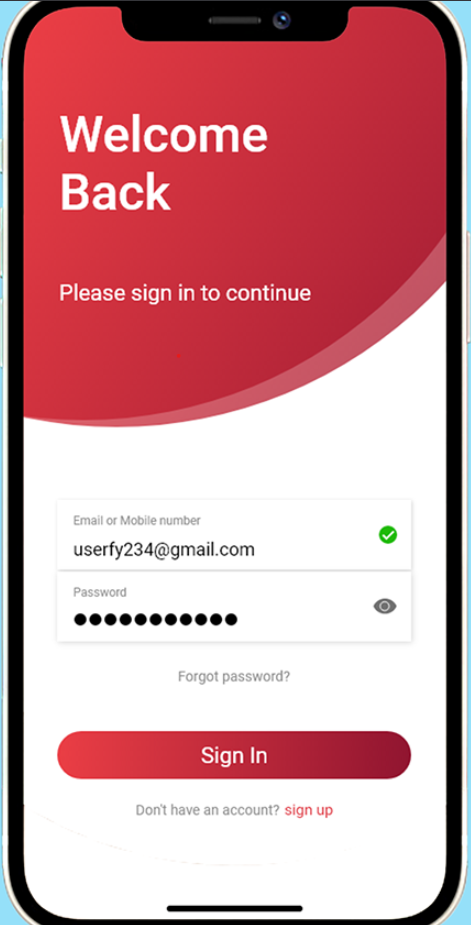 Welcome
Back
Please sign in to continue
Email or Mobile number
userfy234@gmail.com
Password
●●●●●●●●●●●
Forgot password?
Sign In
Don't have an account? sign up